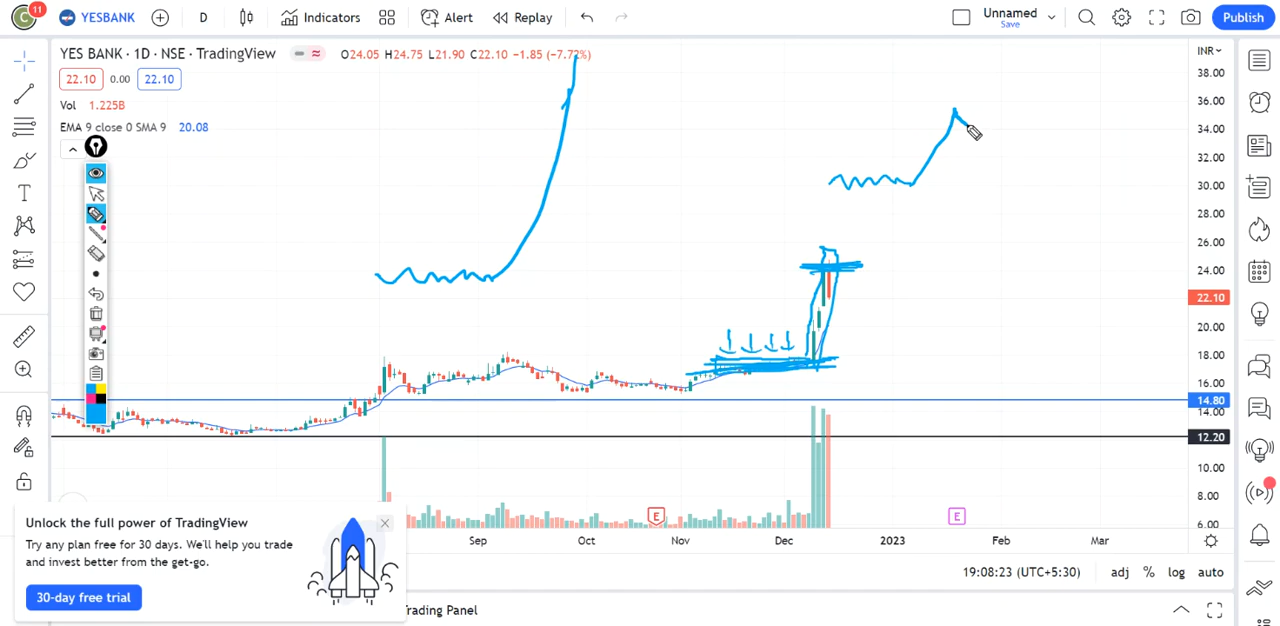 C 11 YESBANK D Indicators Alert Replay Unnamed Save Publish
YES BANK · 1D · NSE · TradingView O24.05 H24.75 L21.90 C22.10 −1.85 (−7.72%) INR
22.10 0.00 22.10
Vol 1.225B
EMA 9 close 0 SMA 9 20.08
38.00
36.00
34.00
32.00
30.00
28.00
26.00
24.00
22.10
20.00
18.00
16.00
14.80
14.00
12.20
10.00
8.00
6.00
T
E E
Sep Oct Nov Dec 2023 Feb Mar
Unlock the full power of TradingView
Try any plan free for 30 days. We'll help you trade
and invest better from the get-go.
30-day free trial
19:08:23 (UTC+5:30) adj % log auto
Trading Panel